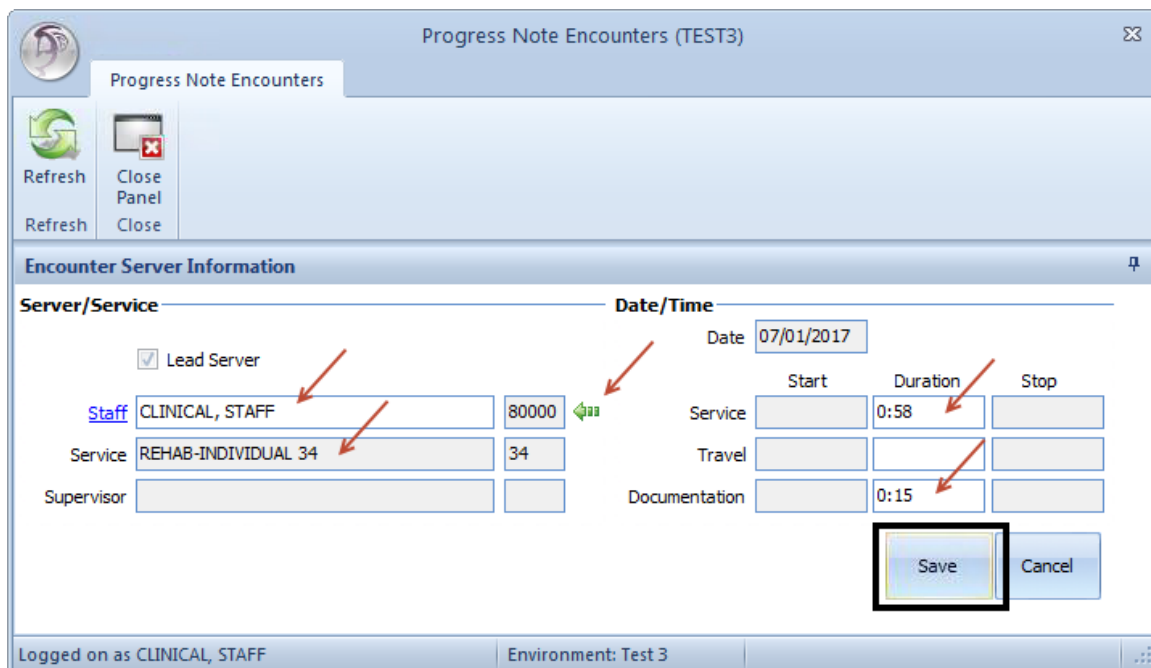 Progress Note Encounters (TEST3)
Progress Note Encounters
Refresh
Close
Panel
Refresh
Close
Encounter Server Information
Server/Service
Lead Server
Staff CLINICAL, STAFF 80000
Service REHAB-INDIVIDUAL 34 34
Supervisor
Date/Time
Date 07/01/2017
Start Duration Stop
Service 0:58
Travel
Documentation 0:15
Save Cancel
Logged on as CLINICAL, STAFF Environment: Test 3